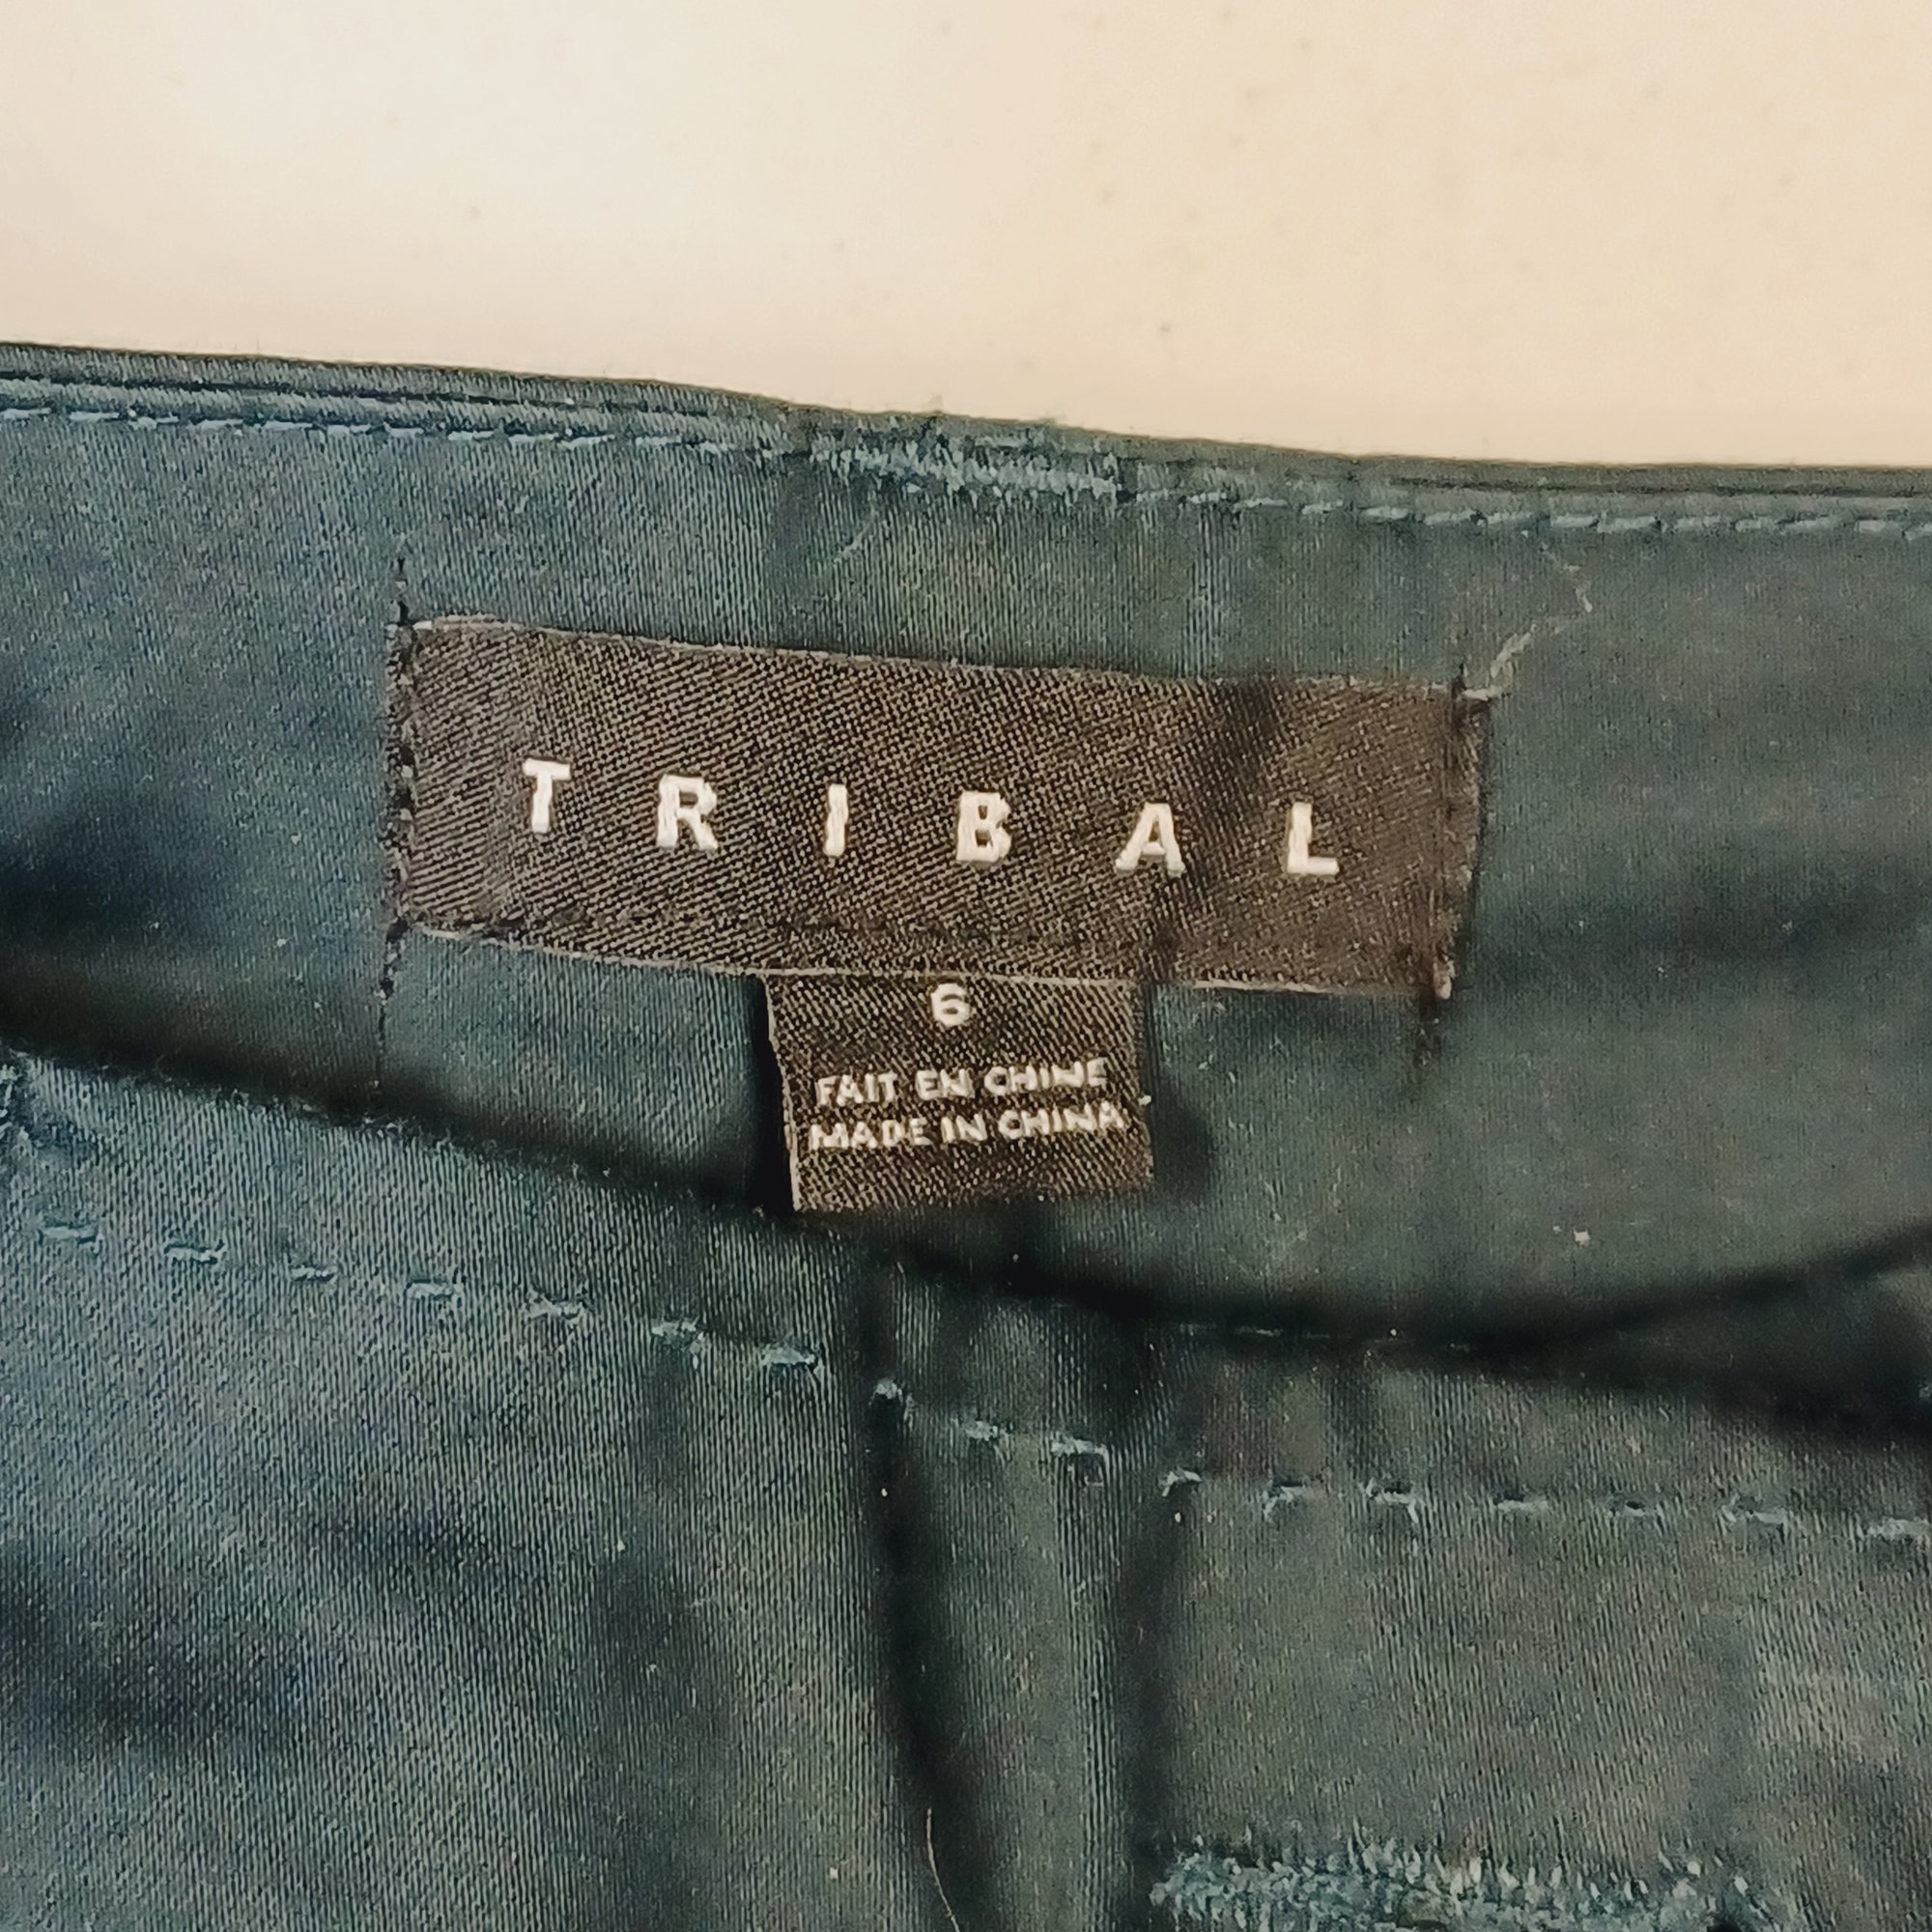 TRIBAL
6
FAIT EN CHINE
MADE IN CHINA